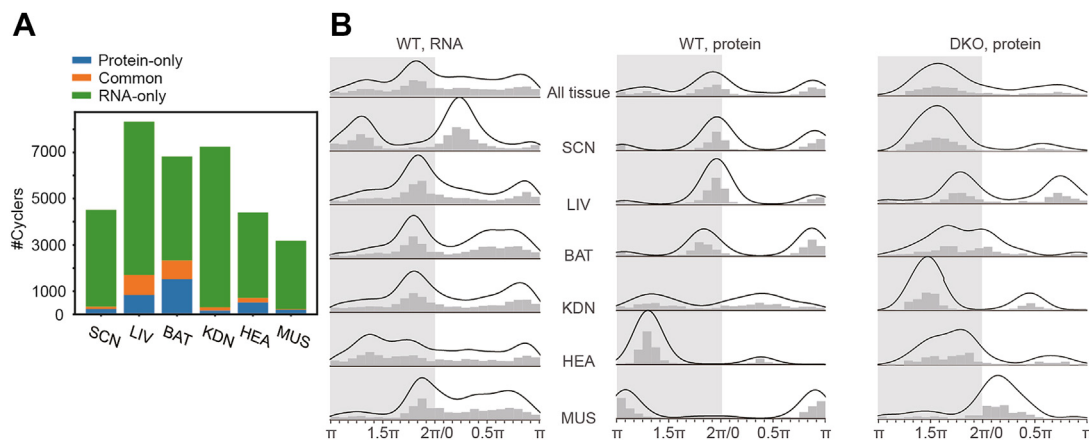 A
Protein-only
Common
RNA-only
#Cyclers
7000
5000
3000
1000
0
SCN
LIV
BAT
KDN
HEA
MUS
B
WT, RNA
WT, protein
DKO, protein
All tissue
SCN
LIV
BAT
KDN
HEA
MUS
π 1.5π 2π/0 0.5π π
π 1.5π 2π/0 0.5π π
π 1.5π 2π/0 0.5π π